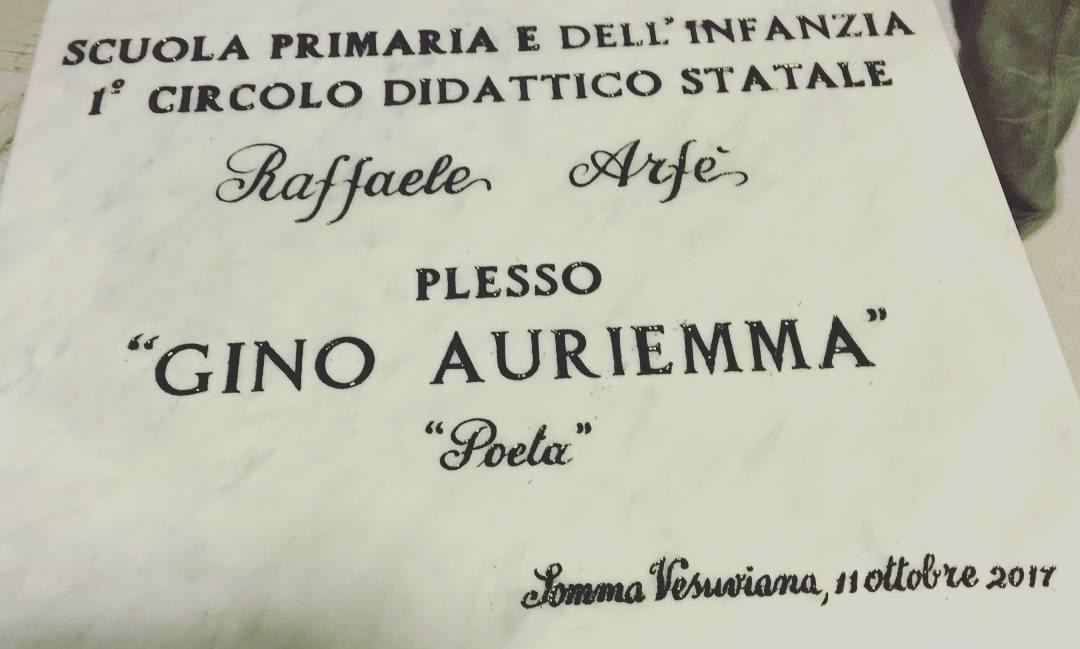 SCUOLA PRIMARIA E DELL'INFANZIA
1° CIRCOLO DIDATTICO STATALE
Raffaele Arfè
PLESSO
“GINO AURIEMMA”
“Poeta”
Somma Vesuviana, 11 ottobre 2017